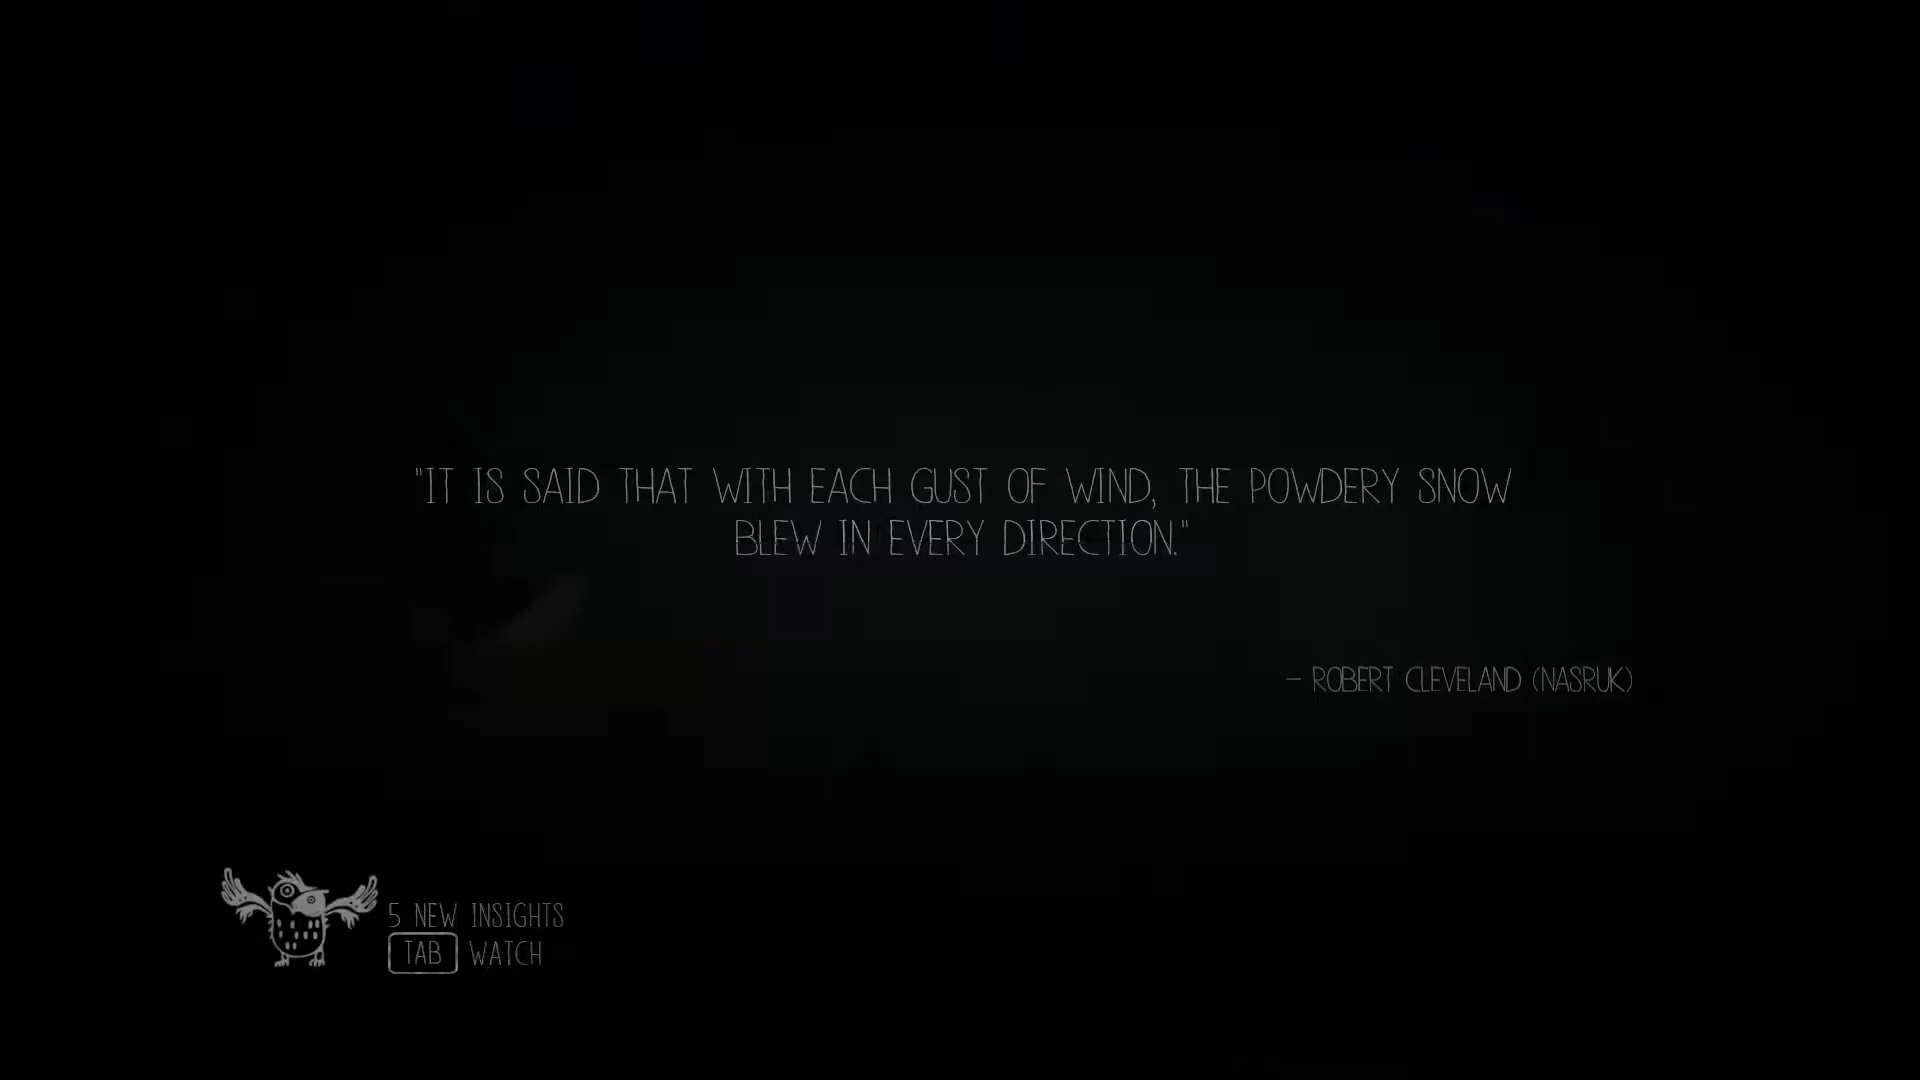 "IT IS SAID THAT WITH EACH GUST OF WIND, THE POWDERY SNOW
BLEW IN EVERY DIRECTION."
– ROBERT CLEVELAND (NASRUK)
5 NEW INSIGHTS
TAB WATCH